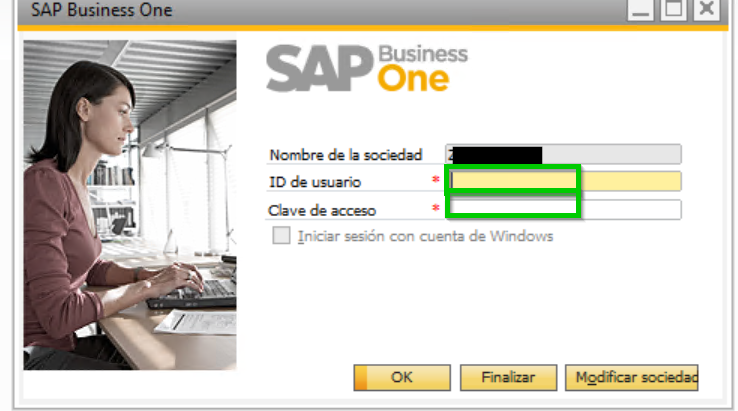 SAP Business One
SAP Business One
Nombre de la sociedad
ID de usuario *
Clave de acceso *
Iniciar sesión con cuenta de Windows
OK Finalizar Modificar sociedad